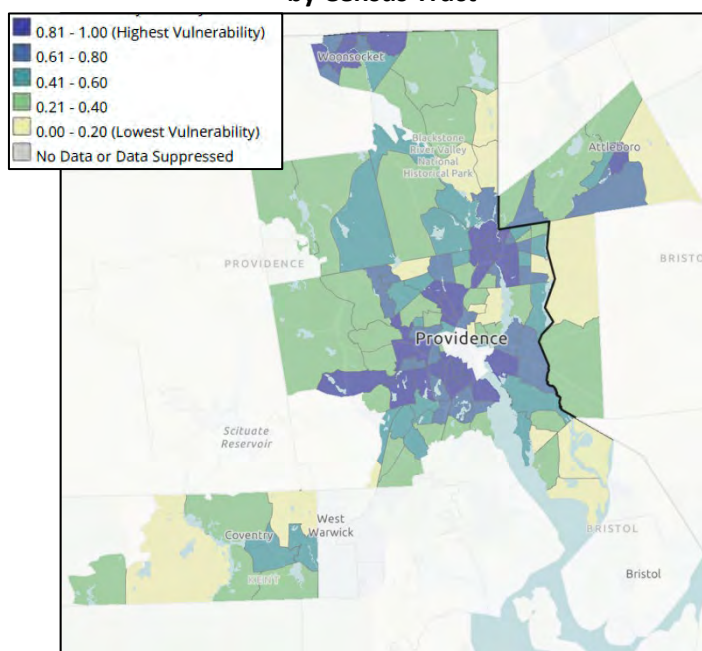 by Census Tract
0.81 - 1.00 (Highest Vulnerability)
0.61 - 0.80
0.41 - 0.60
0.21 - 0.40
0.00 - 0.20 (Lowest Vulnerability)
No Data or Data Suppressed
Woonsocket
Blackstone
River Valley
National
Historical Park
Attleboro
PROVIDENCE
BRISTO
Providence
Scituate
Reservoir
West
Warwick
Coventry
KENT
BRISTOL
Bristol